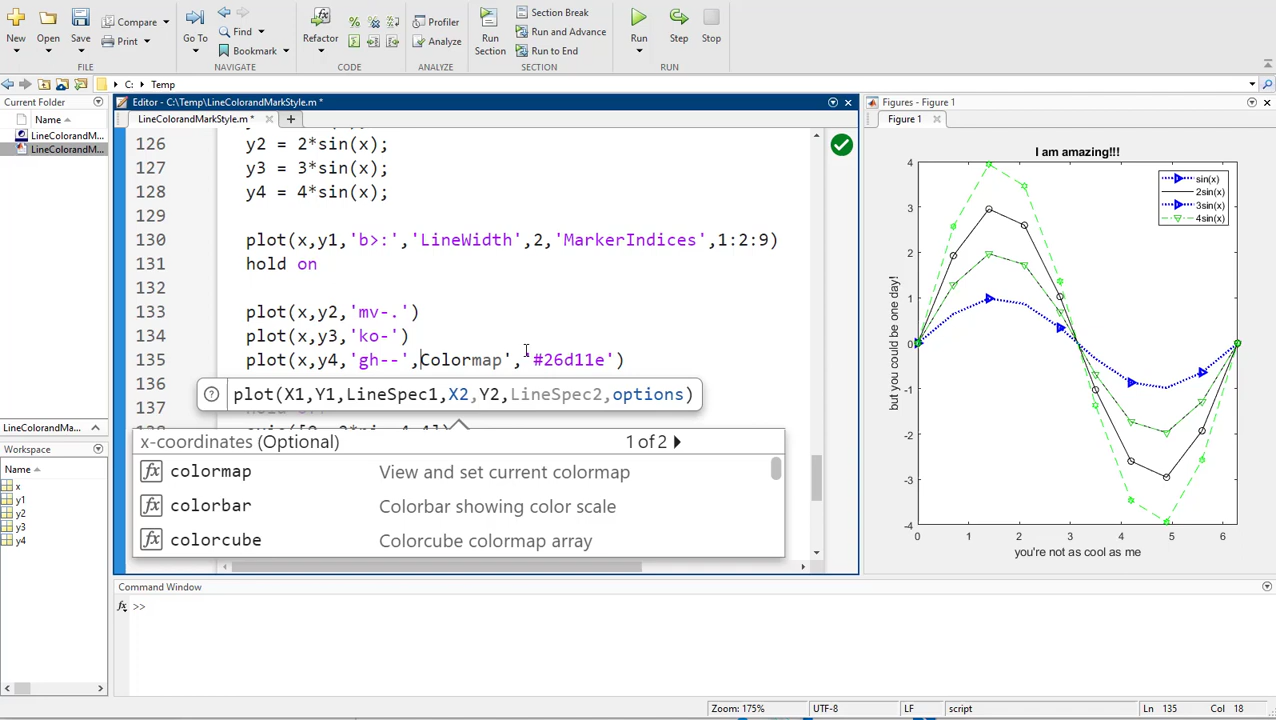 New
Open
Save
Compare
Print
Go To
Find
Bookmark
Refactor
Profiler
Analyze
Run Section
Section Break
Run and Advance
Run to End
Run
Step
Stop
FILE
NAVIGATE
CODE
ANALYZE
SECTION
RUN
C: Temp
Current Folder
Name
LineColorandM...
LineColorandM...
LineColorandMa...
Workspace
Name
x
y1
y2
y3
y4
Editor - C:\Temp\LineColorandMarkStyle.m *
LineColorandMarkStyle.m *
126 y2 = 2*sin(x);
127 y3 = 3*sin(x);
128 y4 = 4*sin(x);
129
130 plot(x,y1,'b>:','LineWidth',2,'MarkerIndices',1:2:9)
131 hold on
132
133 plot(x,y2,'mv-.')
134 plot(x,y3,'ko-')
135 plot(x,y4,'gh--',Colormap','#26d11e')
136
plot(X1,Y1,LineSpec1,X2,Y2,LineSpec2,options)
137
x-coordinates (Optional) 1 of 2
fx colormap View and set current colormap
fx colorbar Colorbar showing color scale
fx colorcube Colorcube colormap array
Command Window
fx >>
Figures - Figure 1
Figure 1
I am amazing!!!
sin(x)
2sin(x)
3sin(x)
4sin(x)
4
3
2
1
0
-1
-2
-3
-4
but you could be one day!
0 1 2 3 4 5 6
you're not as cool as me
Zoom: 175% UTF-8 LF script Ln 135 Col 18